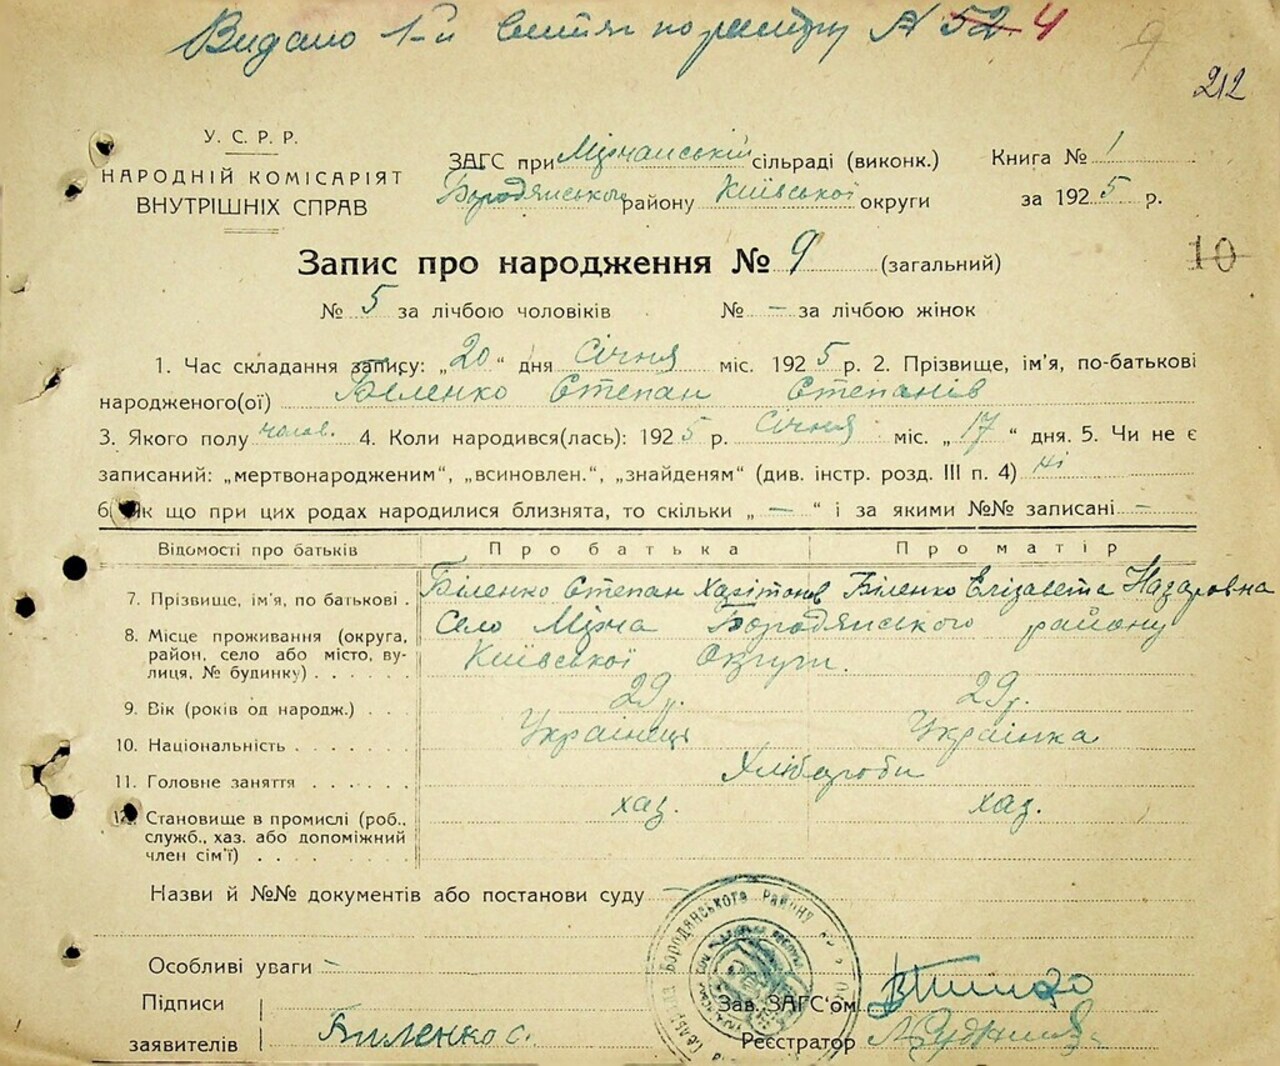 Видано 1-й витяг по реєстру № 52 4
9
212
У. С. Р. Р.
НАРОДНІЙ КОМІСАРІЯТ
ВНУТРІШНІХ СПРАВ
ЗАГС при Мірчанській сільраді (виконк.) Книга № 1
Бородянського району Київської округи за 1925 р.
Запис про народження № 9 (загальний)
10
№ 5 за лічбою чоловіків № — за лічбою жінок
1. Час складання запису: „20“ дня Січня міс. 1925 р. 2. Прізвище, ім'я, по-батькові
народженого(ої) Біленко Степан Степанів
3. Якого полу чолов. 4. Коли народився(лась): 1925 р. Січня міс. „17“ дня. 5. Чи не є
записаний: „мертвонародженим“, „всиновлен.“, „знайденям“ (див. інстр. розд. III п. 4) ні
6. Як що при цих родах народилися близнята, то скільки „—“ і за якими №№ записані —
Відомості про батьків Про батька Про матір
7. Прізвище, ім'я, по батькові . Біленко Степан Харітонов Біленко Елізавета Назаровна
8. Місце проживання (округа, Село Мірча Бородянського району
район, село або місто, ву- Київської Округи.
лиця, № будинку) . . . . . .
9. Вік (років од народж.) . . . 29 р. 29 р.
10. Національність . . . . . . . Українець Українка
11. Головне заняття . . . . . . Хлібороби
12. Становище в промислі (роб., хаз. хаз.
служб., хаз. або допоміжний
член сім'ї) . . . . . . . . .
Назви й №№ документів або постанови суду —
Особливі уваги —
Бородянського Району
Підписи Зав. ЗАГС'ом
заявителів Биленко С. Реєстратор